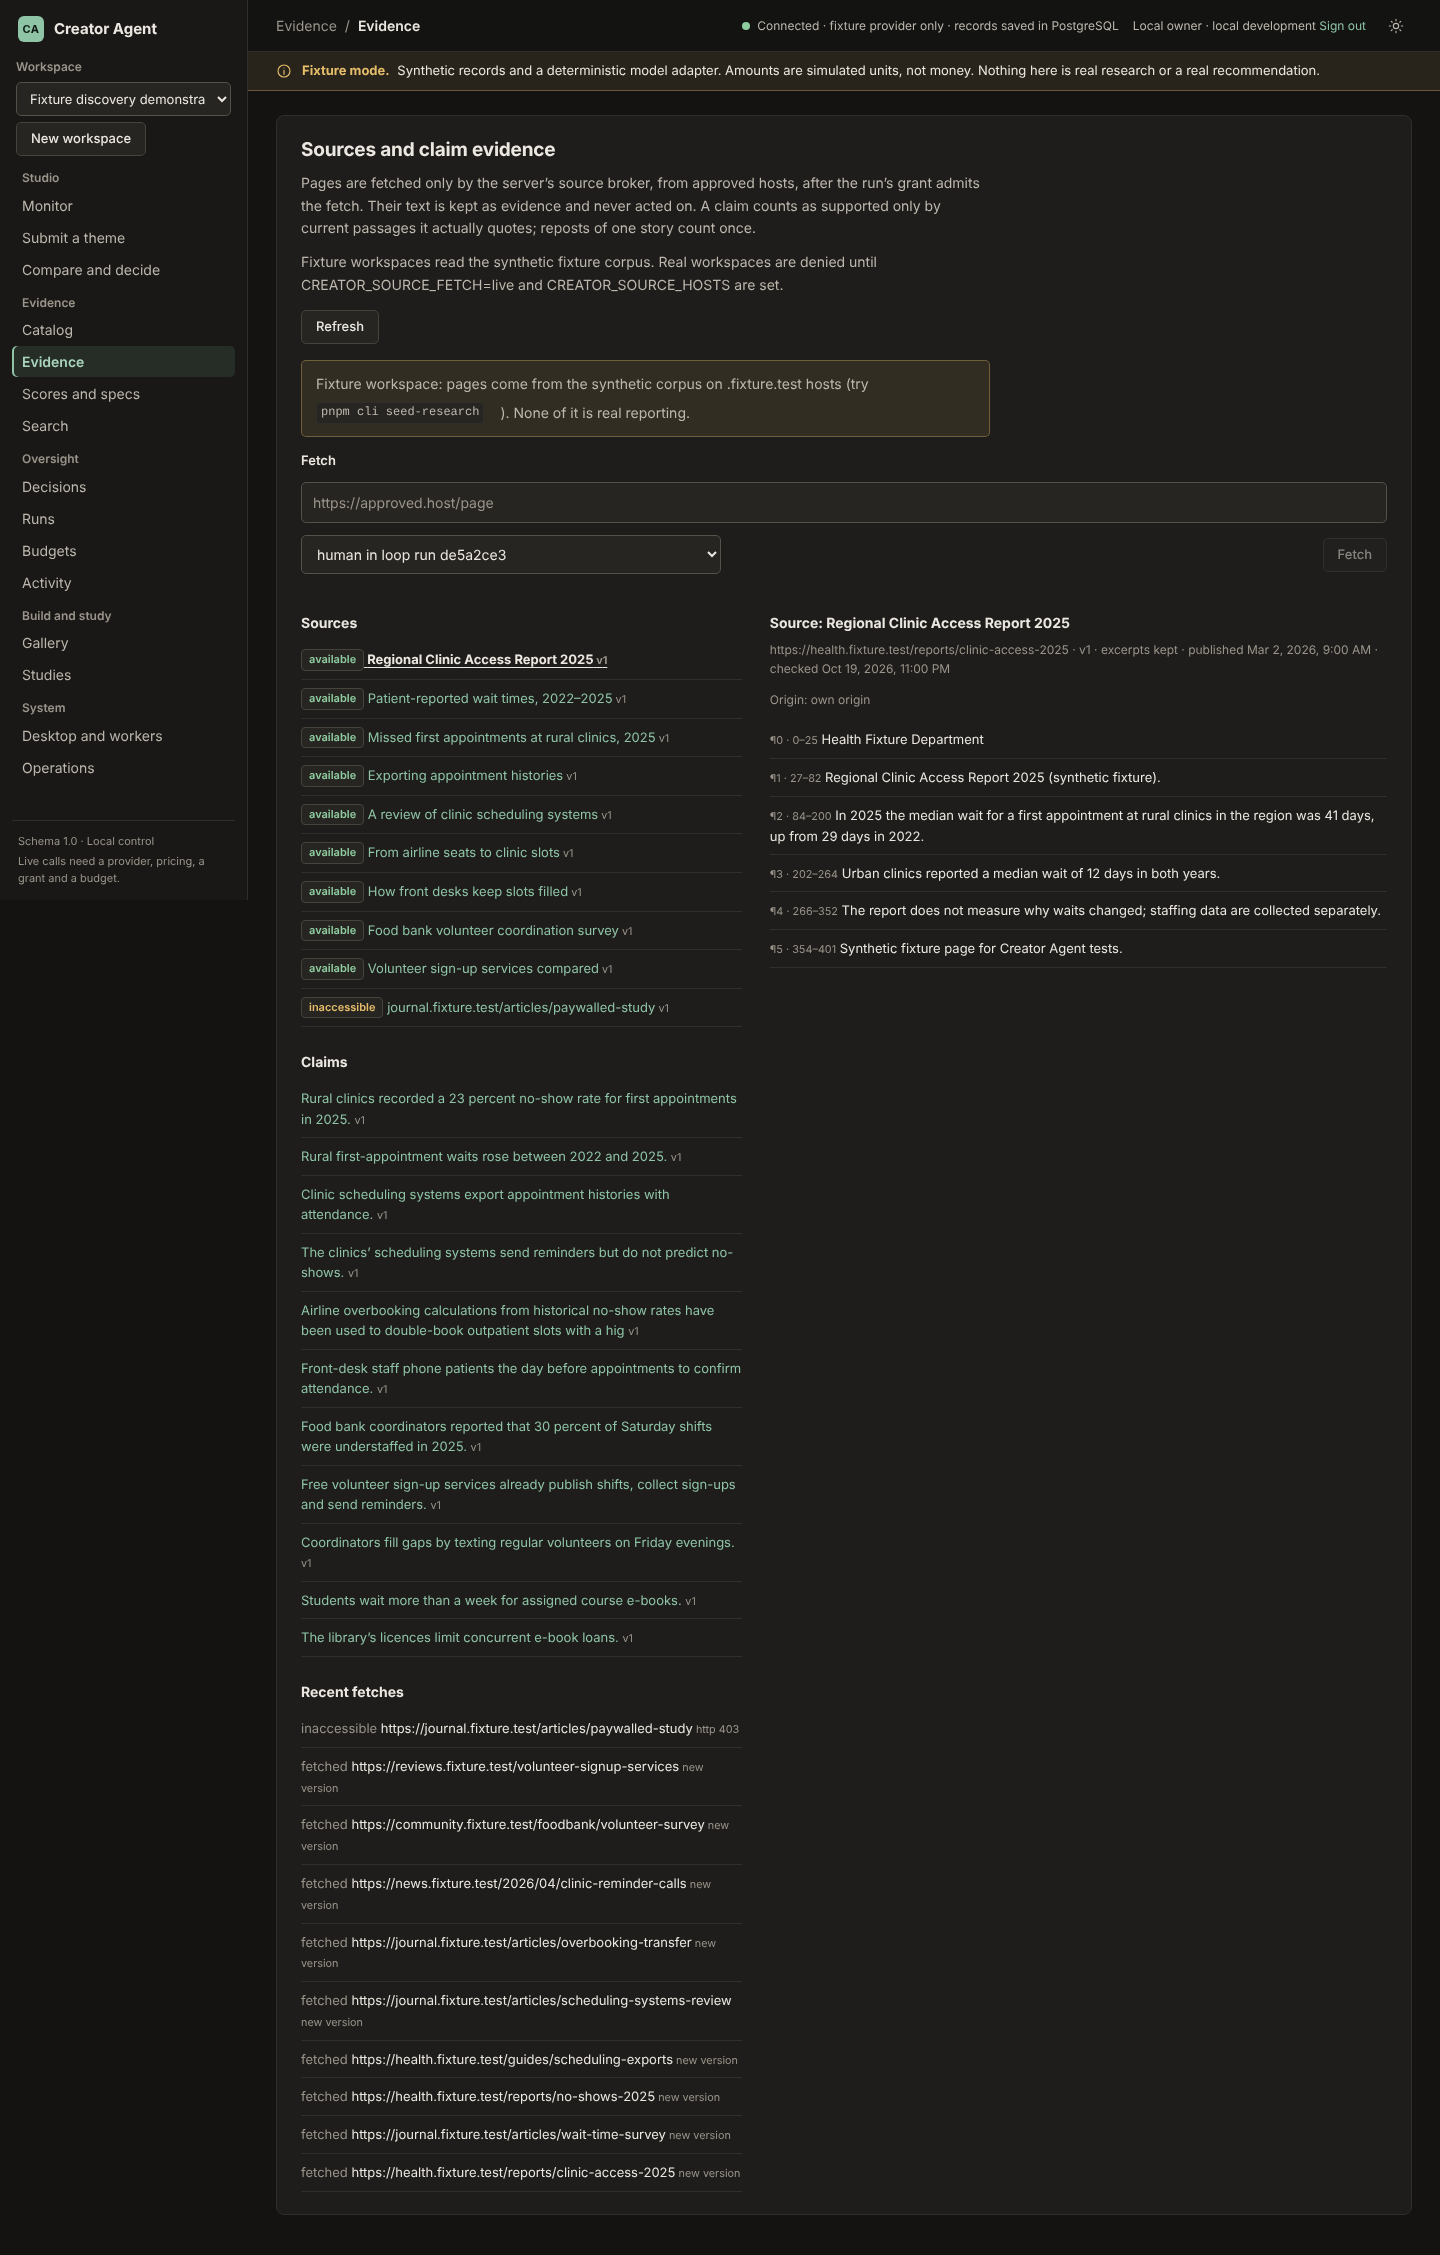 CA Creator Agent
Workspace
Fixture discovery demonstra
New workspace
Studio
Monitor
Submit a theme
Compare and decide
Evidence
Catalog
Evidence
Scores and specs
Search
Oversight
Decisions
Runs
Budgets
Activity
Build and study
Gallery
Studies
System
Desktop and workers
Operations
Schema 1.0 · Local control
Live calls need a provider, pricing, a
grant and a budget.
Evidence / Evidence
Connected · fixture provider only · records saved in PostgreSQL Local owner · local development Sign out
Fixture mode. Synthetic records and a deterministic model adapter. Amounts are simulated units, not money. Nothing here is real research or a real recommendation.
Sources and claim evidence
Pages are fetched only by the server’s source broker, from approved hosts, after the run’s grant admits
the fetch. Their text is kept as evidence and never acted on. A claim counts as supported only by
current passages it actually quotes; reposts of one story count once.
Fixture workspaces read the synthetic fixture corpus. Real workspaces are denied until
CREATOR_SOURCE_FETCH=live and CREATOR_SOURCE_HOSTS are set.
Refresh
Fixture workspace: pages come from the synthetic corpus on .fixture.test hosts (try
pnpm cli seed-research ). None of it is real reporting.
Fetch
https://approved.host/page
human in loop run de5a2ce3
Fetch
Sources
available Regional Clinic Access Report 2025 v1
available Patient-reported wait times, 2022–2025 v1
available Missed first appointments at rural clinics, 2025 v1
available Exporting appointment histories v1
available A review of clinic scheduling systems v1
available From airline seats to clinic slots v1
available How front desks keep slots filled v1
available Food bank volunteer coordination survey v1
available Volunteer sign-up services compared v1
inaccessible journal.fixture.test/articles/paywalled-study v1
Claims
Rural clinics recorded a 23 percent no-show rate for first appointments
in 2025. v1
Rural first-appointment waits rose between 2022 and 2025. v1
Clinic scheduling systems export appointment histories with
attendance. v1
The clinics’ scheduling systems send reminders but do not predict no-
shows. v1
Airline overbooking calculations from historical no-show rates have
been used to double-book outpatient slots with a hig v1
Front-desk staff phone patients the day before appointments to confirm
attendance. v1
Food bank coordinators reported that 30 percent of Saturday shifts
were understaffed in 2025. v1
Free volunteer sign-up services already publish shifts, collect sign-ups
and send reminders. v1
Coordinators fill gaps by texting regular volunteers on Friday evenings.
v1
Students wait more than a week for assigned course e-books. v1
The library’s licences limit concurrent e-book loans. v1
Recent fetches
inaccessible https://journal.fixture.test/articles/paywalled-study http 403
fetched https://reviews.fixture.test/volunteer-signup-services new
version
fetched https://community.fixture.test/foodbank/volunteer-survey new
version
fetched https://news.fixture.test/2026/04/clinic-reminder-calls new
version
fetched https://journal.fixture.test/articles/overbooking-transfer new
version
fetched https://journal.fixture.test/articles/scheduling-systems-review
new version
fetched https://health.fixture.test/guides/scheduling-exports new version
fetched https://health.fixture.test/reports/no-shows-2025 new version
fetched https://journal.fixture.test/articles/wait-time-survey new version
fetched https://health.fixture.test/reports/clinic-access-2025 new version
Source: Regional Clinic Access Report 2025
https://health.fixture.test/reports/clinic-access-2025 · v1 · excerpts kept · published Mar 2, 2026, 9:00 AM ·
checked Oct 19, 2026, 11:00 PM
Origin: own origin
¶0 · 0–25 Health Fixture Department
¶1 · 27–82 Regional Clinic Access Report 2025 (synthetic fixture).
¶2 · 84–200 In 2025 the median wait for a first appointment at rural clinics in the region was 41 days,
up from 29 days in 2022.
¶3 · 202–264 Urban clinics reported a median wait of 12 days in both years.
¶4 · 266–352 The report does not measure why waits changed; staffing data are collected separately.
¶5 · 354–401 Synthetic fixture page for Creator Agent tests.